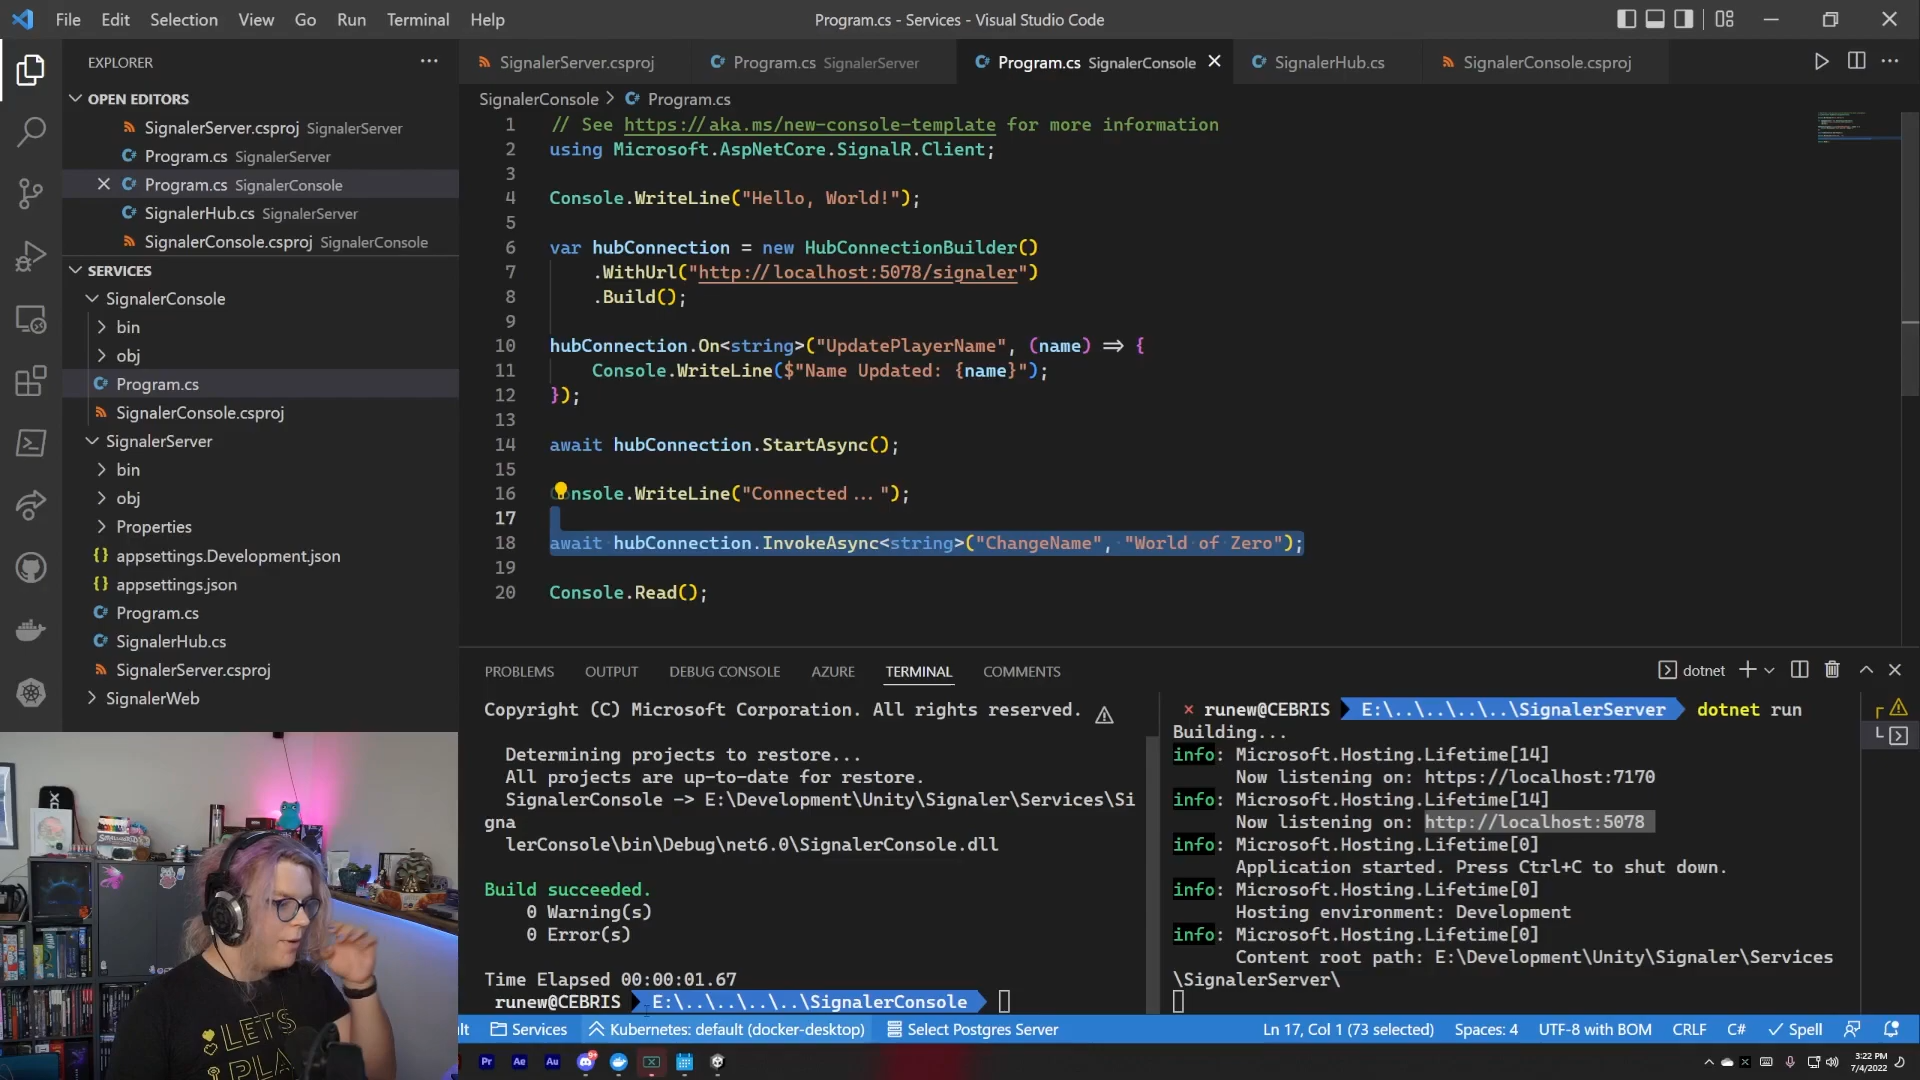 File Edit Selection View Go Run Terminal Help
Program.cs - Services - Visual Studio Code
EXPLORER
OPEN EDITORS
SignalerServer.csproj SignalerServer
Program.cs SignalerServer
Program.cs SignalerConsole
SignalerHub.cs SignalerServer
SignalerConsole.csproj SignalerConsole
SERVICES
SignalerConsole
bin
obj
Program.cs
SignalerConsole.csproj
SignalerServer
bin
obj
Properties
appsettings.Development.json
appsettings.json
Program.cs
SignalerHub.cs
SignalerServer.csproj
SignalerWeb
SignalerServer.csproj
Program.cs SignalerServer
Program.cs SignalerConsole
SignalerHub.cs
SignalerConsole.csproj
SignalerConsole > Program.cs
1 // See https://aka.ms/new-console-template for more information
2 using Microsoft.AspNetCore.SignalR.Client;
3
4 Console.WriteLine("Hello, World!");
5
6 var hubConnection = new HubConnectionBuilder()
7 .WithUrl("http://localhost:5078/signaler")
8 .Build();
9
10 hubConnection.On<string>("UpdatePlayerName", (name) => {
11 Console.WriteLine($"Name Updated: {name}");
12 });
13
14 await hubConnection.StartAsync();
15
16 Console.WriteLine("Connected...");
17
18 await hubConnection.InvokeAsync<string>("ChangeName", "World of Zero");
19
20 Console.Read();
PROBLEMS OUTPUT DEBUG CONSOLE AZURE TERMINAL COMMENTS
dotnet
Copyright (C) Microsoft Corporation. All rights reserved.
Determining projects to restore...
All projects are up-to-date for restore.
SignalerConsole -> E:\Development\Unity\Signaler\Services\Si
gna
lerConsole\bin\Debug\net6.0\SignalerConsole.dll
Build succeeded.
0 Warning(s)
0 Error(s)
Time Elapsed 00:00:01.67
runew@CEBRIS E:\..\..\..\..\SignalerConsole
× runew@CEBRIS E:\..\..\..\..\SignalerServer dotnet run
Building...
info: Microsoft.Hosting.Lifetime[14]
Now listening on: https://localhost:7170
info: Microsoft.Hosting.Lifetime[14]
Now listening on: http://localhost:5078
info: Microsoft.Hosting.Lifetime[0]
Application started. Press Ctrl+C to shut down.
info: Microsoft.Hosting.Lifetime[0]
Hosting environment: Development
info: Microsoft.Hosting.Lifetime[0]
Content root path: E:\Development\Unity\Signaler\Services
\SignalerServer\
LET'S
PLA
ult Services Kubernetes: default (docker-desktop) Select Postgres Server
Ln 17, Col 1 (73 selected) Spaces: 4 UTF-8 with BOM CRLF C# Spell
Pr Ae Au
3:22 PM
7/4/2022